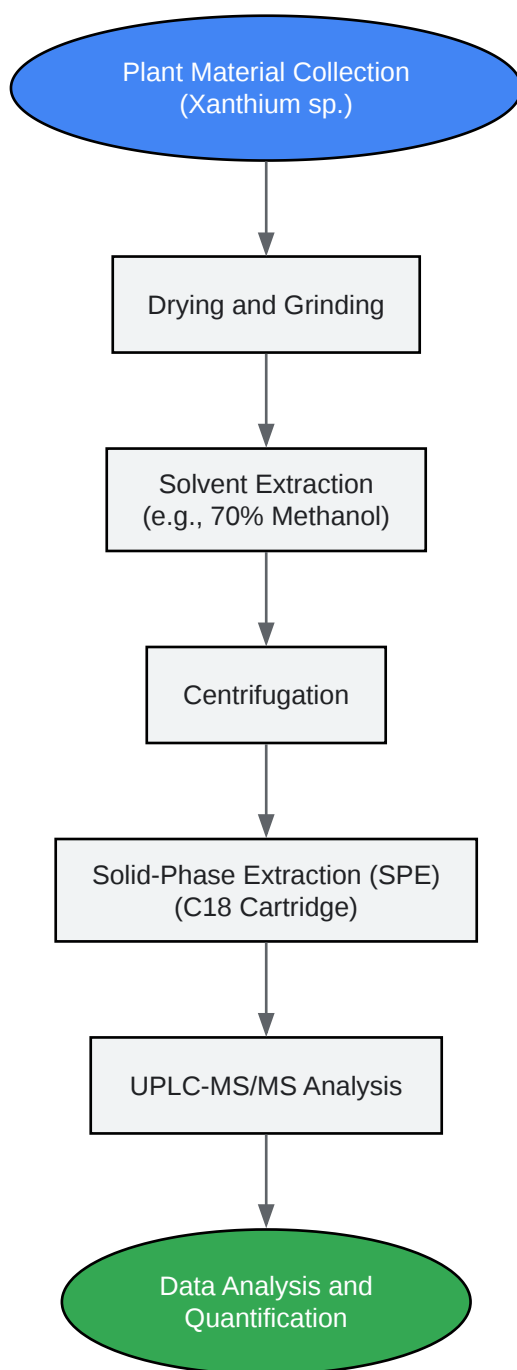 Plant Material Collection
(Xanthium sp.)
Drying and Grinding
Solvent Extraction
(e.g., 70% Methanol)
Centrifugation
Solid-Phase Extraction (SPE)
(C18 Cartridge)
UPLC-MS/MS Analysis
Data Analysis and
Quantification